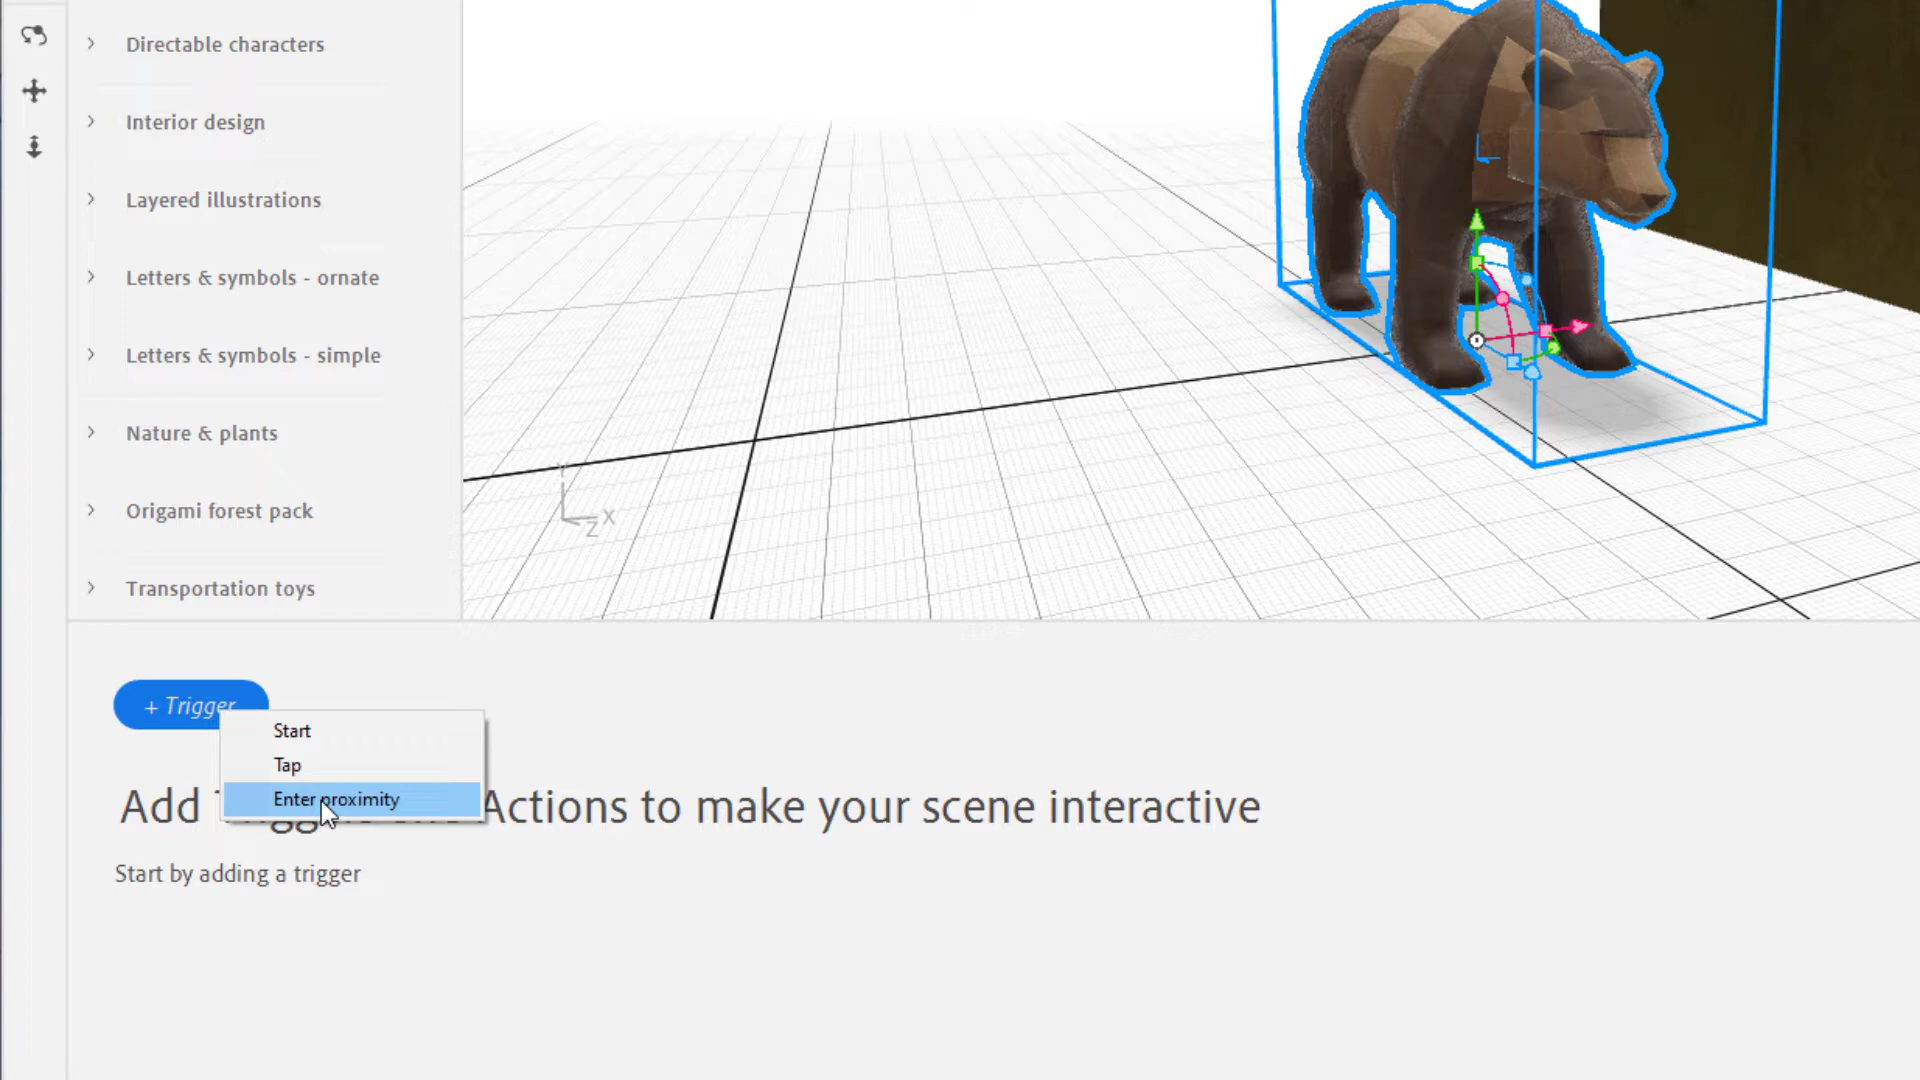 Directable characters
Interior design
Layered illustrations
Letters & symbols - ornate
Letters & symbols - simple
Nature & plants
Origami forest pack
Transportation toys
Y
X
Z
+ Trigger
Start
Tap
Enter proximity
Add Actions to make your scene interactive
Start by adding a trigger